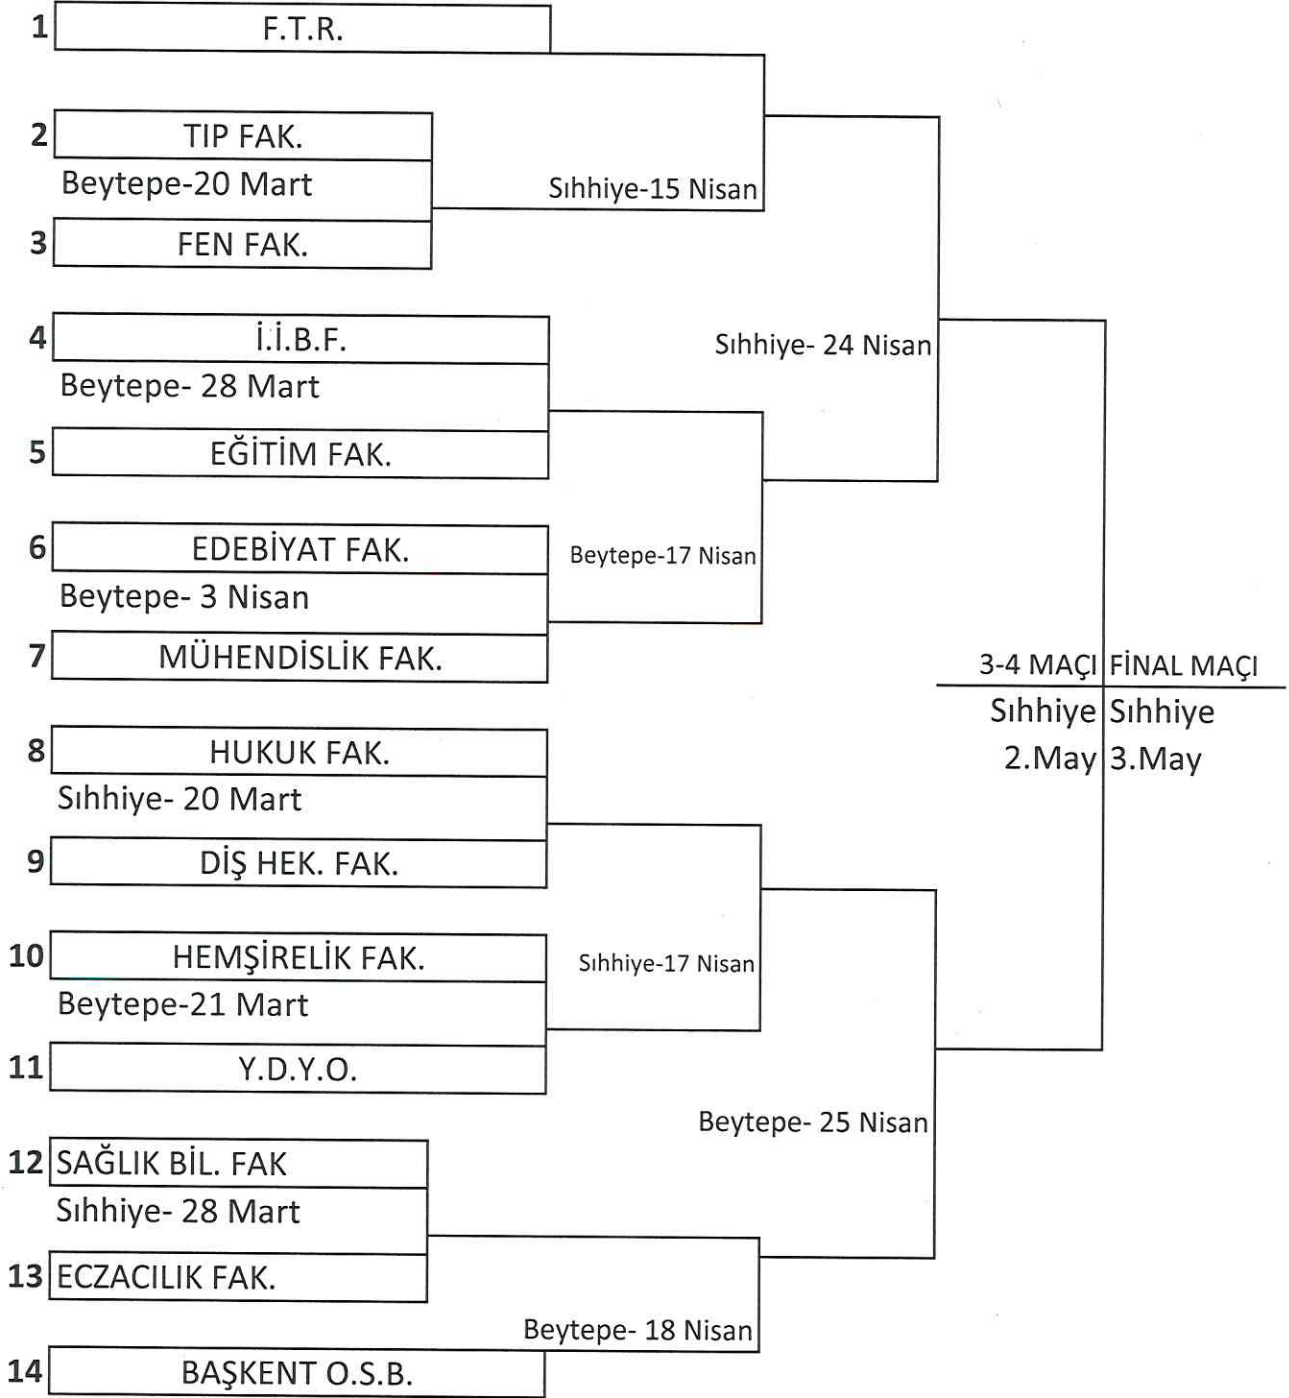 1 F.T.R.
2 TIP FAK.
Beytepe-20 Mart
Sıhhiye-15 Nisan
3 FEN FAK.
4 İ.İ.B.F.
Sıhhiye- 24 Nisan
Beytepe- 28 Mart
5 EĞİTİM FAK.
6 EDEBİYAT FAK.
Beytepe-17 Nisan
Beytepe- 3 Nisan
7 MÜHENDİSLİK FAK.
3-4 MAÇI FİNAL MAÇI
Sıhhiye Sıhhiye
2.May 3.May
8 HUKUK FAK.
Sıhhiye- 20 Mart
9 DİŞ HEK. FAK.
10 HEMŞİRELİK FAK.
Sıhhiye-17 Nisan
Beytepe-21 Mart
11 Y.D.Y.O.
Beytepe- 25 Nisan
12 SAĞLIK BİL. FAK
Sıhhiye- 28 Mart
13 ECZACILIK FAK.
Beytepe- 18 Nisan
14 BAŞKENT O.S.B.